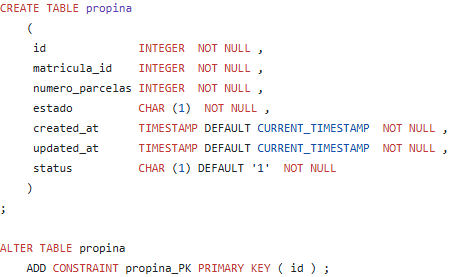 CREATE TABLE propina
(
id INTEGER NOT NULL ,
matricula_id INTEGER NOT NULL ,
numero_parcelas INTEGER NOT NULL ,
estado CHAR (1) NOT NULL ,
created_at TIMESTAMP DEFAULT CURRENT_TIMESTAMP NOT NULL ,
updated_at TIMESTAMP DEFAULT CURRENT_TIMESTAMP NOT NULL ,
status CHAR (1) DEFAULT '1' NOT NULL
)
;
ALTER TABLE propina
ADD CONSTRAINT propina_PK PRIMARY KEY ( id ) ;